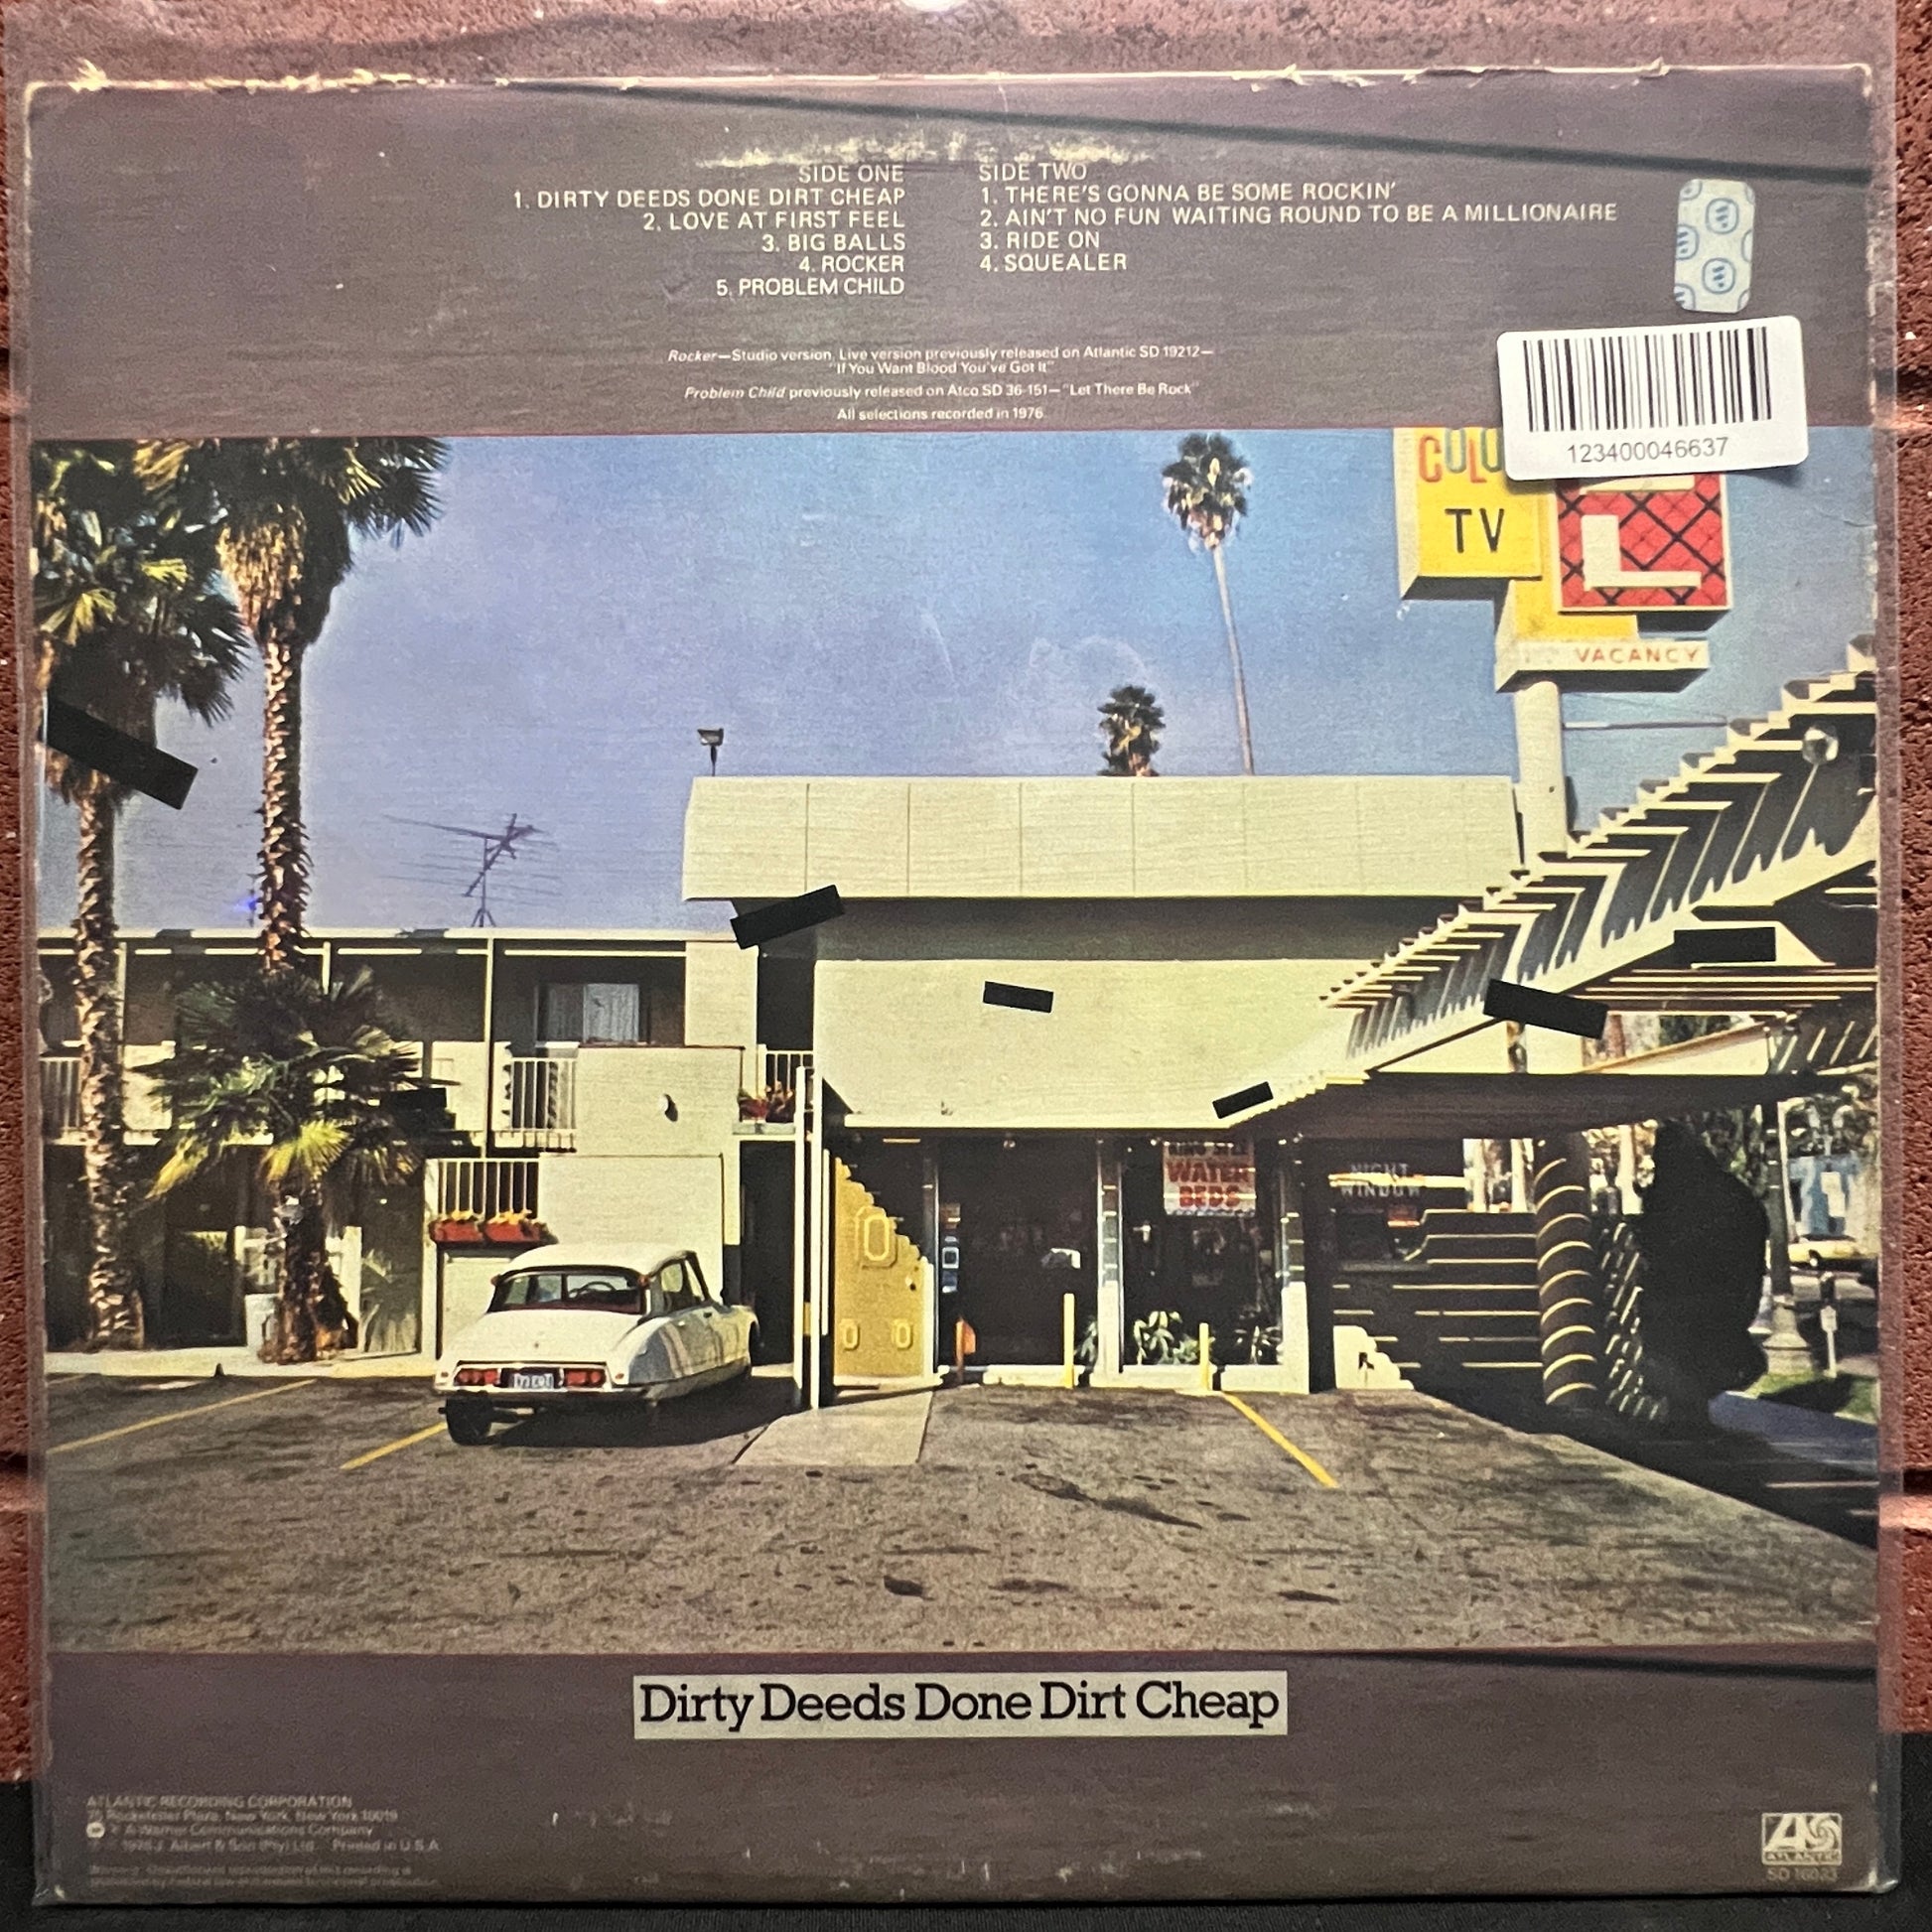 SIDE ONE
1. DIRTY DEEDS DONE DIRT CHEAP
2. LOVE AT FIRST FEEL
3. BIG BALLS
4. ROCKER
5. PROBLEM CHILD
SIDE TWO
1. THERE'S GONNA BE SOME ROCKIN'
2. AIN'T NO FUN WAITING ROUND TO BE A MILLIONAIRE
3. RIDE ON
4. SQUEALER
Rocker—Studio version. Live version previously released on Atlantic SD 19212—
"If You Want Blood You've Got It"
Problem Child previously released on Atco SD 36-151—"Let There Be Rock"
All selections recorded in 1976
123400046637
TV
L
VACANCY
KING SIZE
WATER
BEDS
NIGHT
WINDOW
Dirty Deeds Done Dirt Cheap
ATLANTIC RECORDING CORPORATION
75 Rockefeller Plaza, New York, New York 10019
A Warner Communications Company
J. Albert & Son (Pty) Ltd. Printed in U.S.A.
ATLANTIC
SD 16033